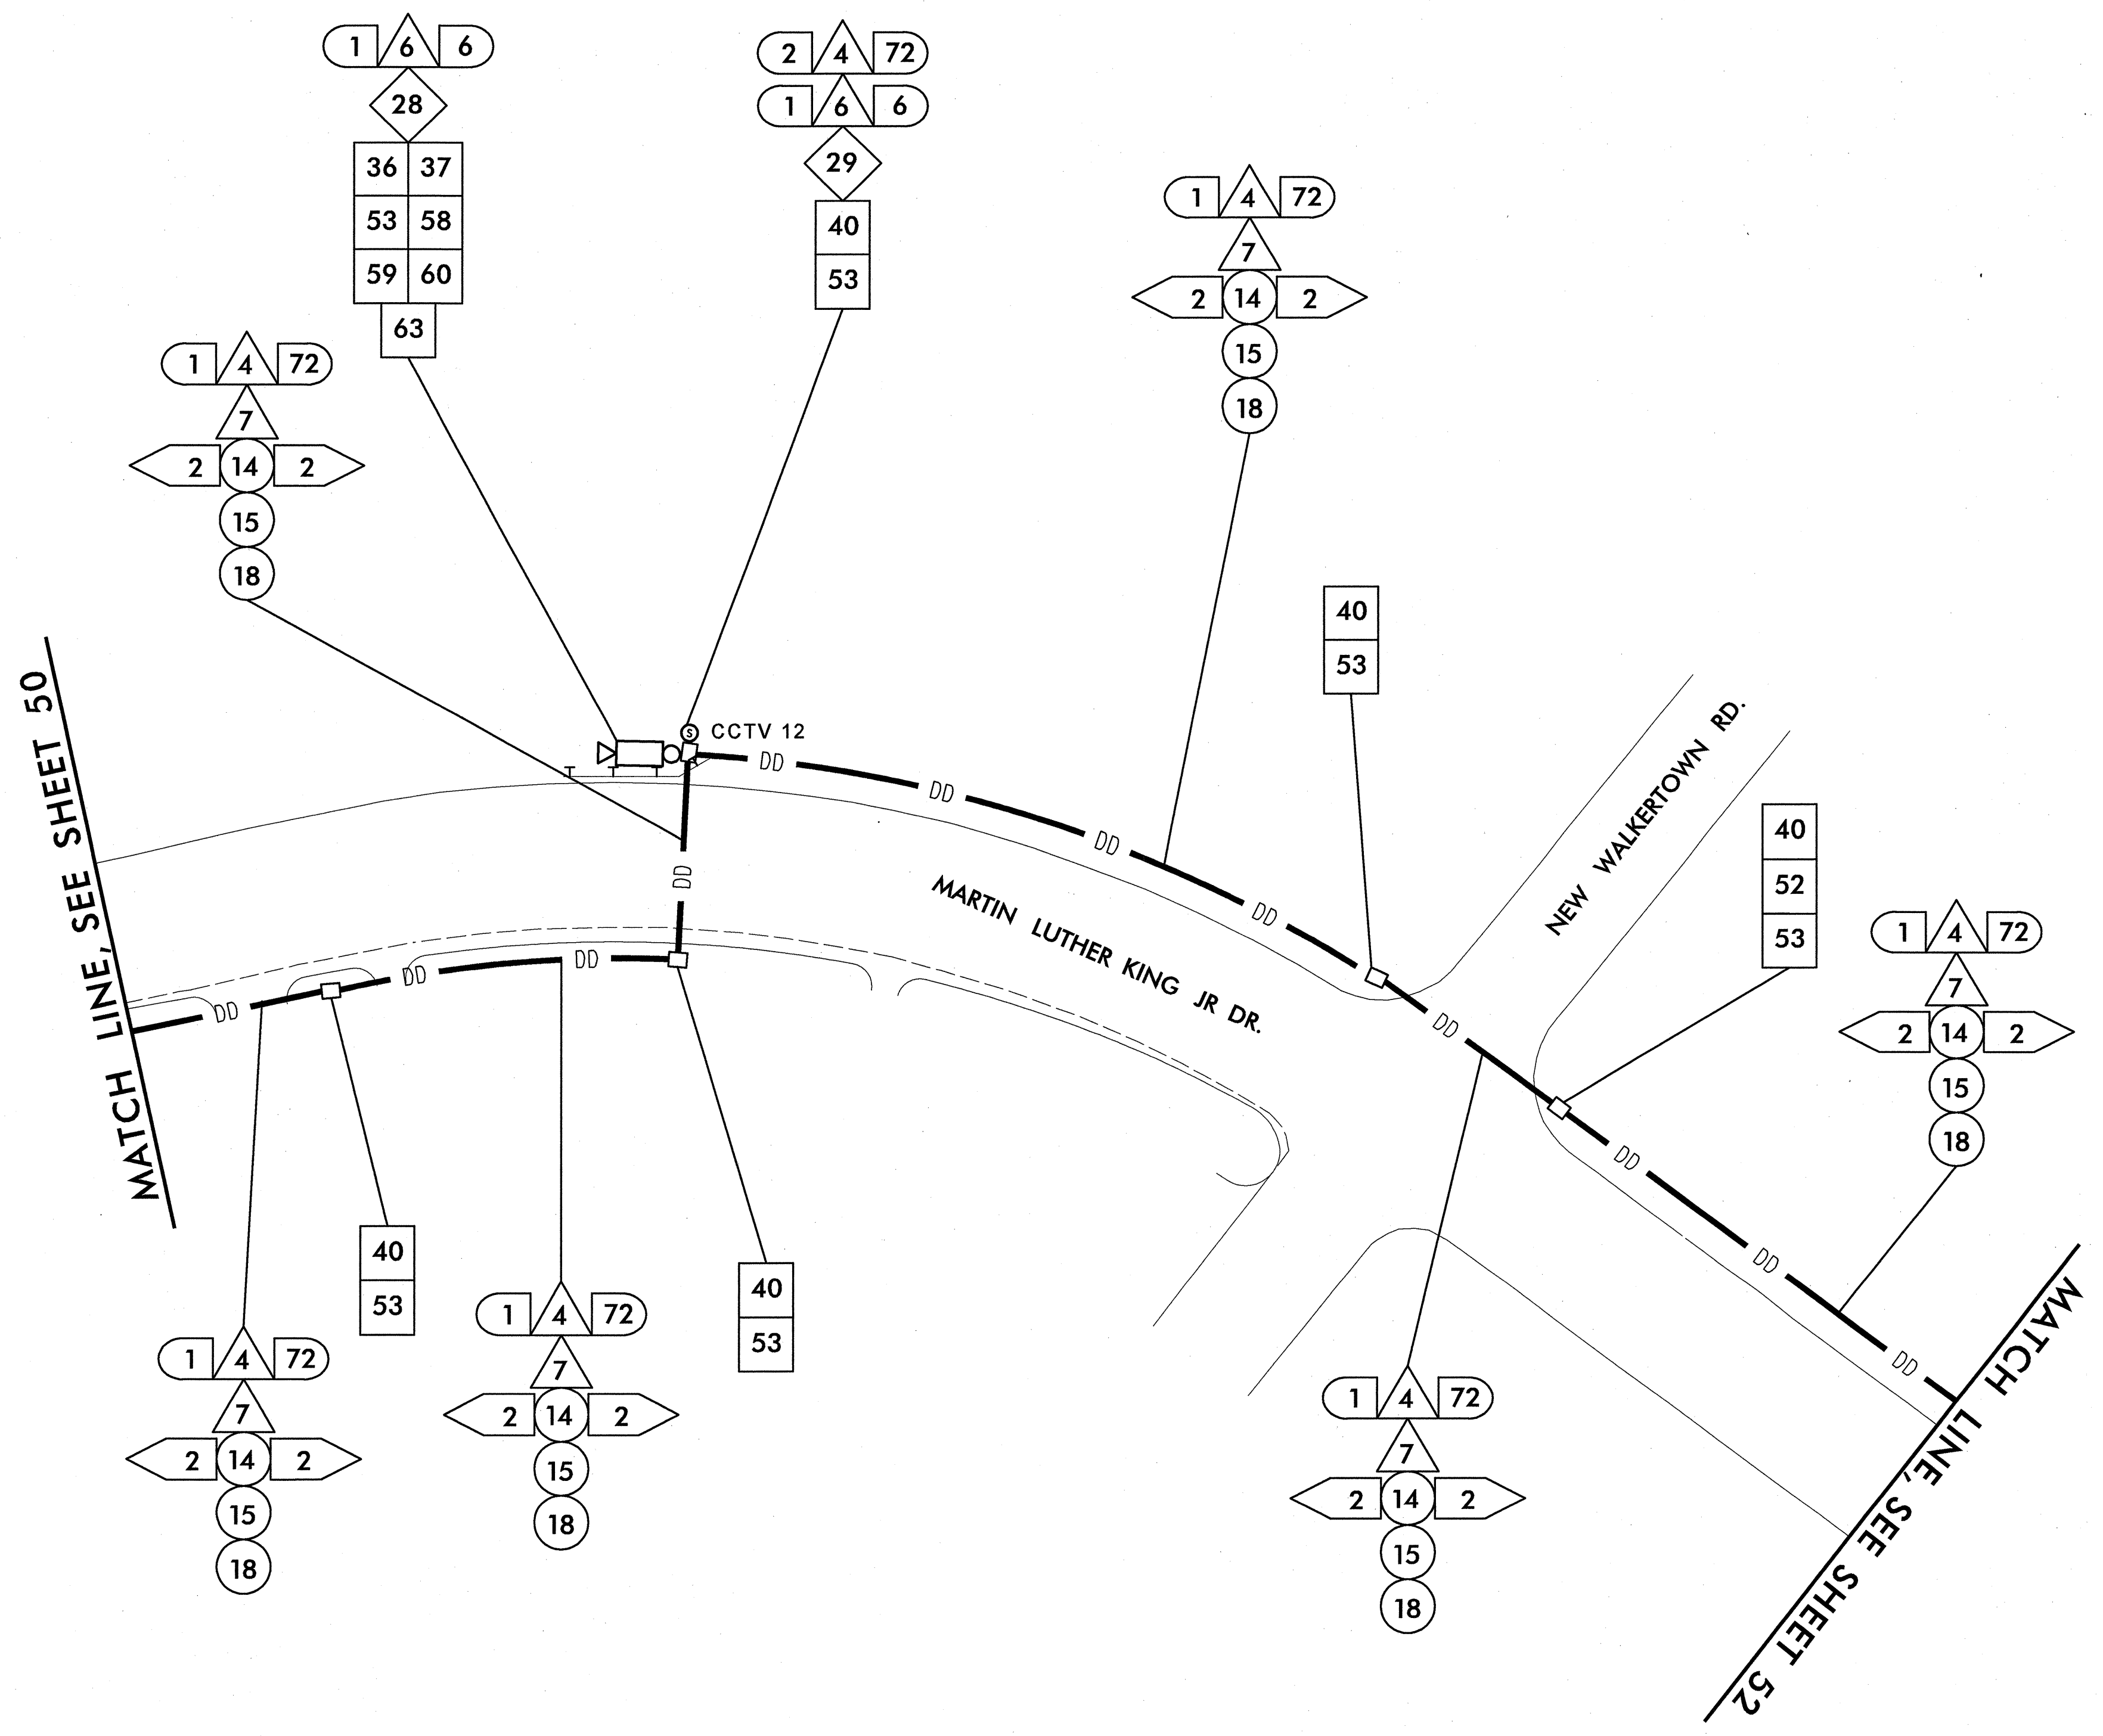 1 6 6
28
36 37
53 58
59 60
63
2 4 72
1 6 6
29
40
53
1 4 72
7
2 14 2
15
18
1 4 72
7
2 14 2
15
18
40
53
CCTV 12
DD
DD
DD
DD
DD
DD
DD
DD
DD
DD
DD
DD
S
NEW WALKERTOWN RD.
MARTIN LUTHER KING JR DR.
40
52
53
1 4 72
7
2 14 2
15
18
MATCH LINE, SEE SHEET 50
40
53
40
53
1 4 72
7
2 14 2
15
18
1 4 72
7
2 14 2
15
18
1 4 72
7
2 14 2
15
18
MATCH LINE, SEE SHEET 52